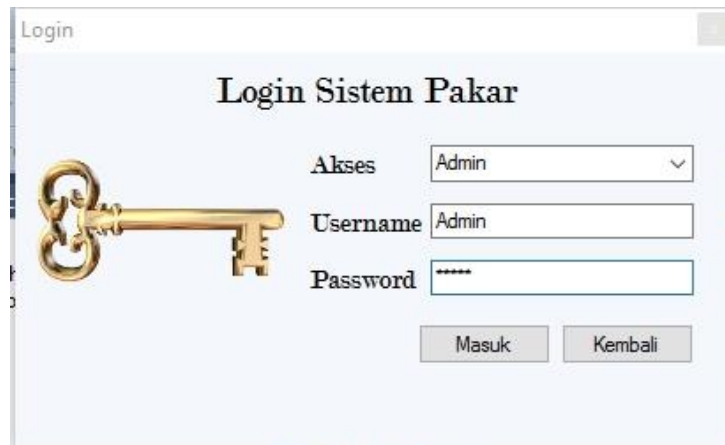 Login
Login Sistem Pakar
Akses Admin
Username Admin
Password *****
Masuk Kembali